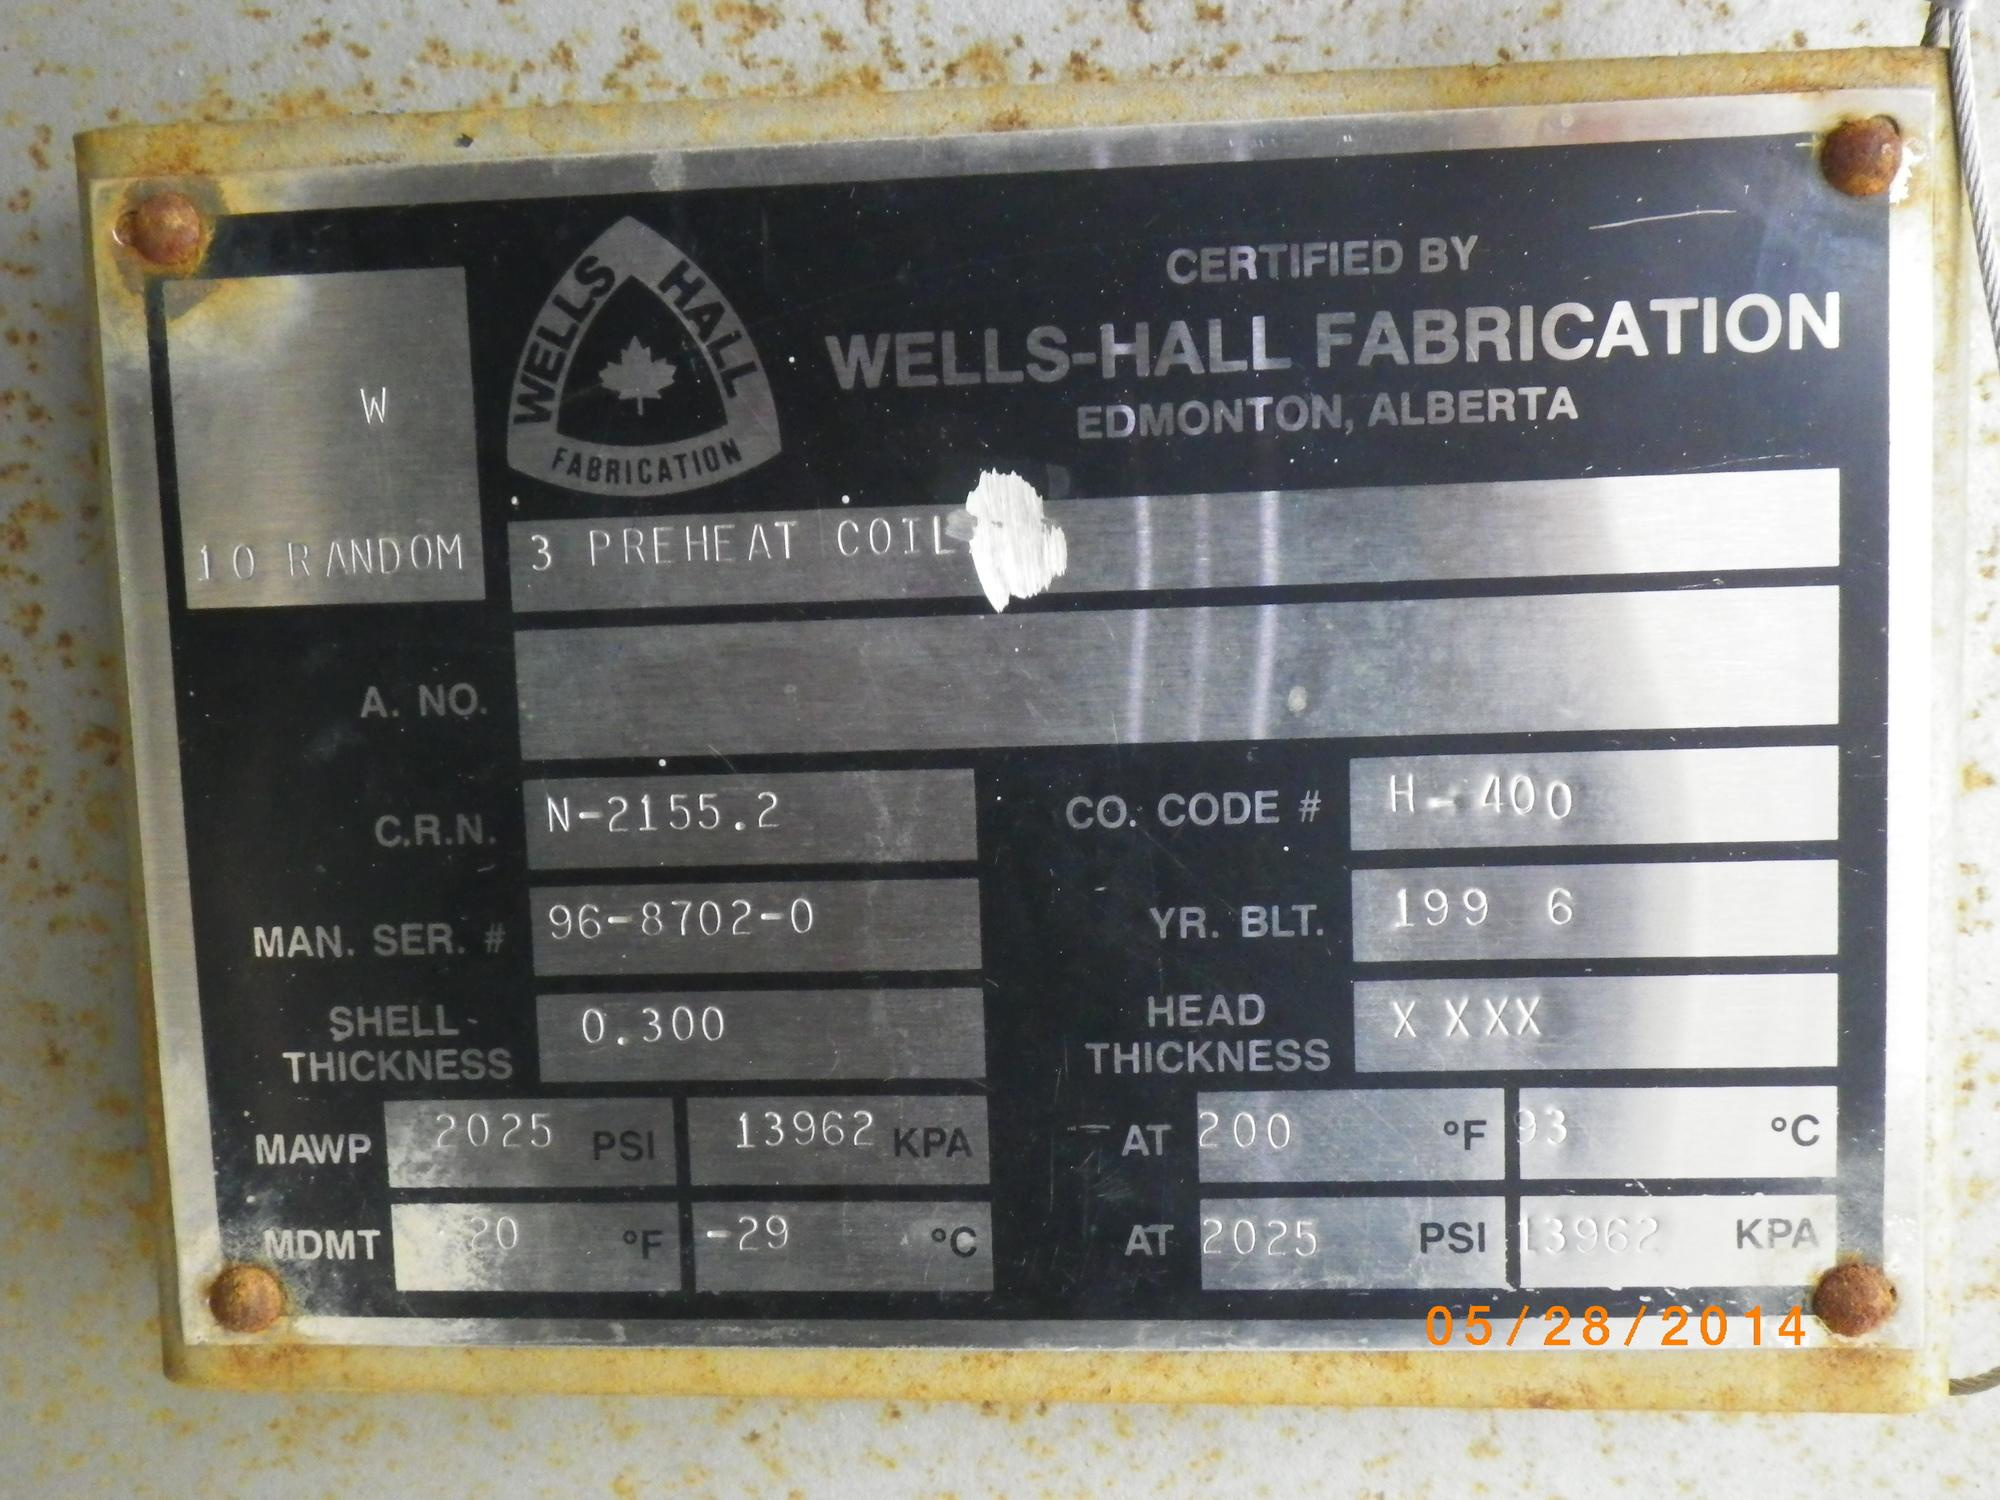 WELLS HALL
FABRICATION
CERTIFIED BY
WELLS-HALL FABRICATION
EDMONTON, ALBERTA
W
10 RANDOM
3 PREHEAT COIL
A. NO.
C.R.N. N-2155.2 CO. CODE # H-400
MAN. SER. # 96-8702-0 YR. BLT. 199 6
SHELL HEAD
THICKNESS 0.300 THICKNESS X XXX
MAWP 2025 PSI 13962 KPA AT 200 °F 93 °C
MDMT 20 °F -29 °C AT 2025 PSI 13962 KPA
05/28/2014